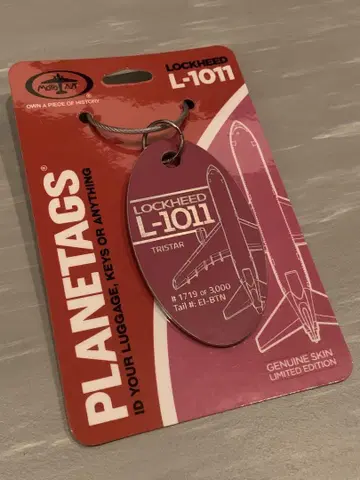 MotoArt
OWN A PIECE OF HISTORY
LOCKHEED
L-1011
PLANETAGS®
ID YOUR LUGGAGE, KEYS OR ANYTHING
LOCKHEED
L-1011
TRISTAR
# 1719 OF 3,000
Tail #: EI-BTN
GENUINE SKIN
LIMITED EDITION